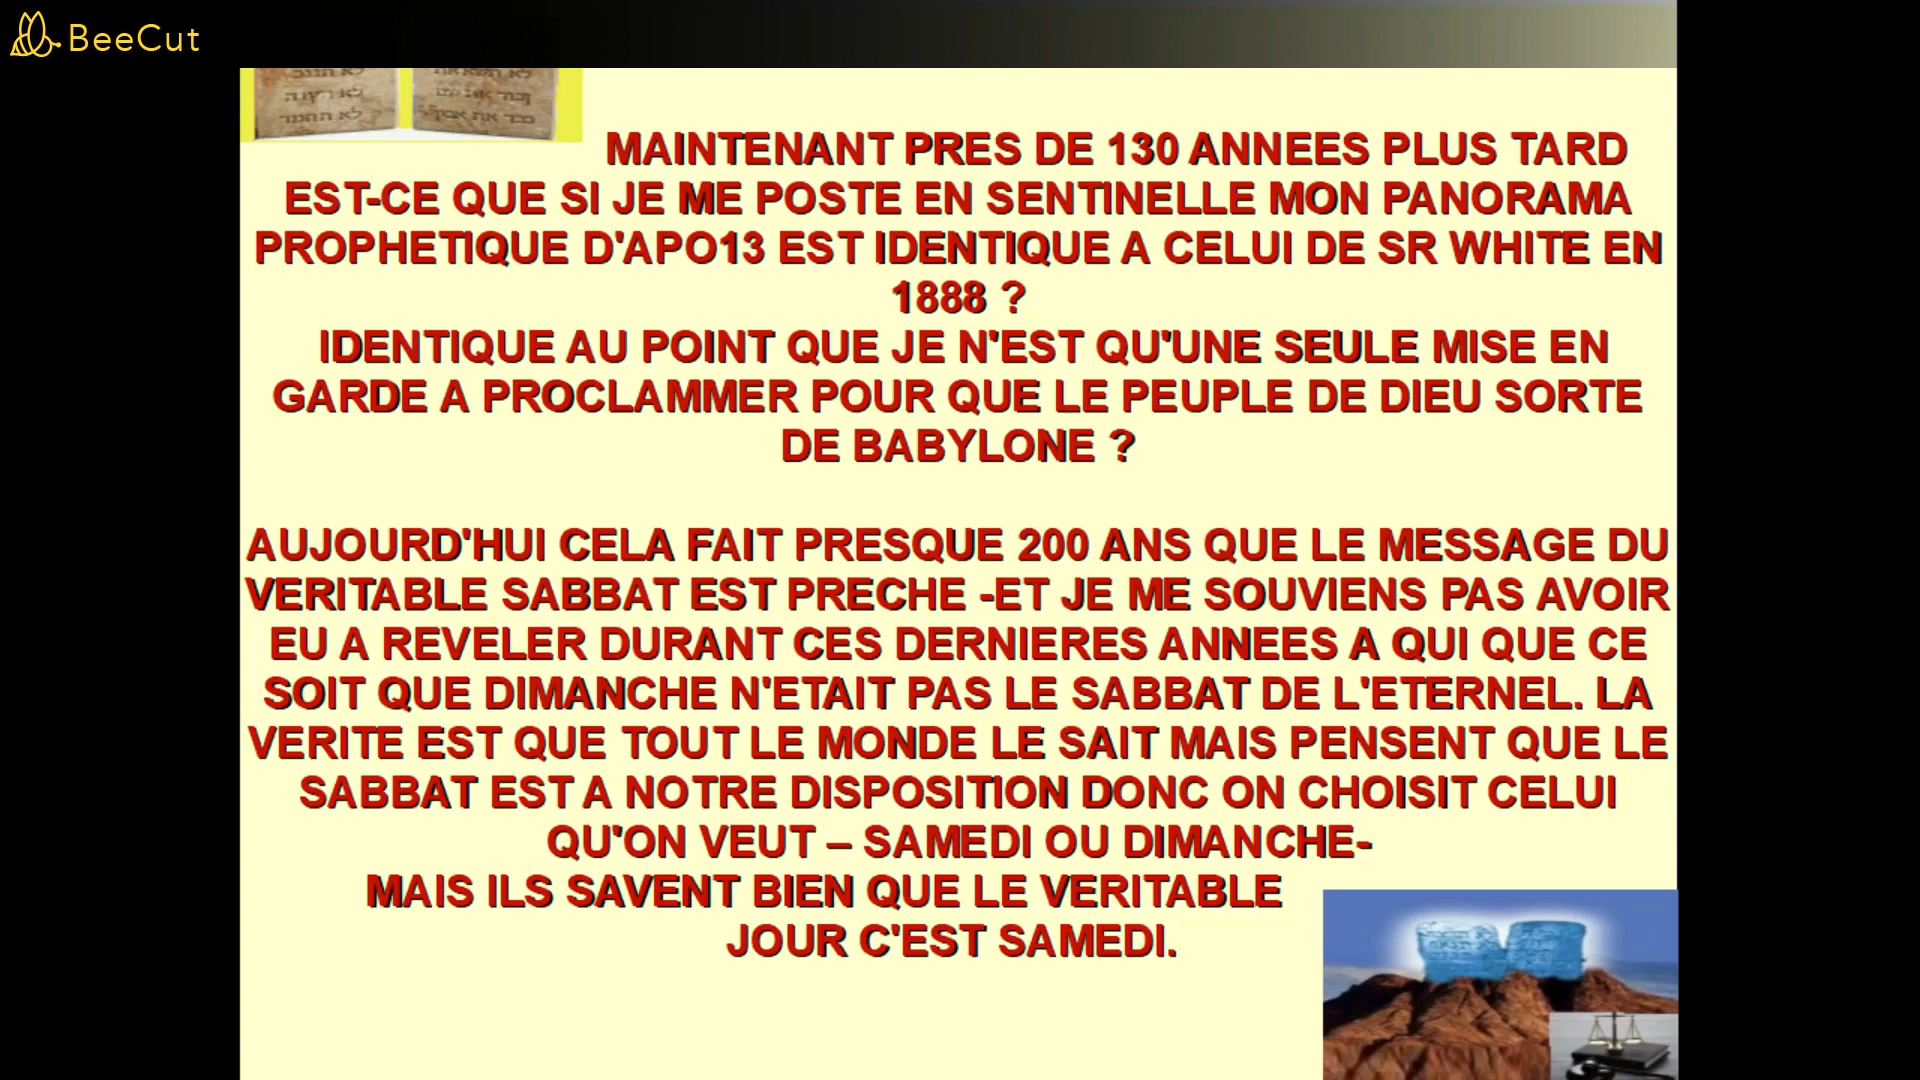 BeeCut
MAINTENANT PRES DE 130 ANNEES PLUS TARD
EST-CE QUE SI JE ME POSTE EN SENTINELLE MON PANORAMA
PROPHETIQUE D'APO13 EST IDENTIQUE A CELUI DE SR WHITE EN
1888 ?
IDENTIQUE AU POINT QUE JE N'EST QU'UNE SEULE MISE EN
GARDE A PROCLAMMER POUR QUE LE PEUPLE DE DIEU SORTE
DE BABYLONE ?
AUJOURD'HUI CELA FAIT PRESQUE 200 ANS QUE LE MESSAGE DU
VERITABLE SABBAT EST PRECHE -ET JE ME SOUVIENS PAS AVOIR
EU A REVELER DURANT CES DERNIERES ANNEES A QUI QUE CE
SOIT QUE DIMANCHE N'ETAIT PAS LE SABBAT DE L'ETERNEL. LA
VERITE EST QUE TOUT LE MONDE LE SAIT MAIS PENSENT QUE LE
SABBAT EST A NOTRE DISPOSITION DONC ON CHOISIT CELUI
QU'ON VEUT – SAMEDI OU DIMANCHE-
MAIS ILS SAVENT BIEN QUE LE VERITABLE
JOUR C'EST SAMEDI.